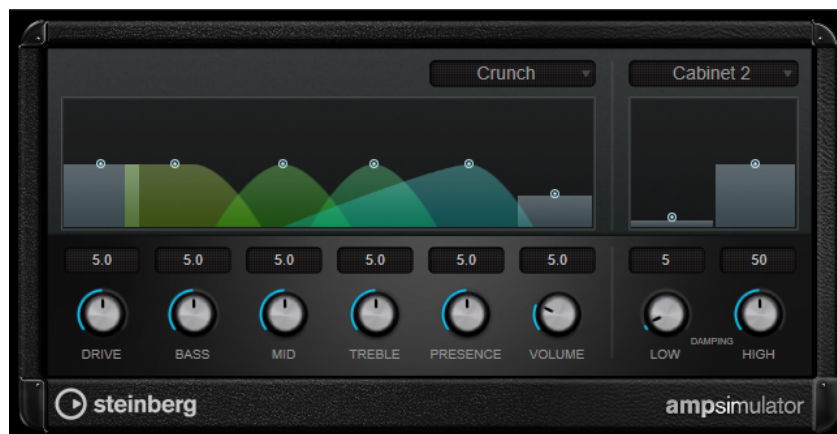 Crunch Cabinet 2
5.0 5.0 5.0 5.0 5.0 5.0 5 50
DRIVE BASS MID TREBLE PRESENCE VOLUME LOW DAMPING HIGH
steinberg ampsimulator